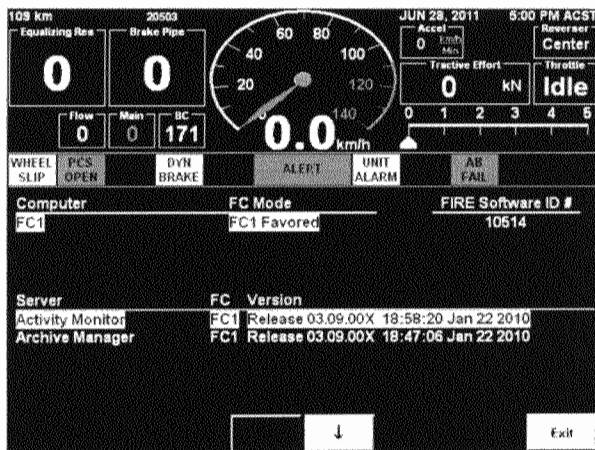 109 km 20503 JUN 28, 2011 5:00 PM ACST
Equalizing Res Brake Pipe Accel Reverser
0 0 0 km/h Min Center
Tractive Effort Throttle
0 kN Idle
Flow Main BC
0 0 171
0 20 40 60 80 100 120 140
0.0 km/h
0 1 2 3 4 5
WHEEL SLIP PCS OPEN DYN BRAKE ALERT UNIT ALARM AB FAIL
Computer FC Mode FIRE Software ID #
FC1 FC1 Favored 10514
Server FC Version
Activity Monitor FC1 Release 03.09.00X 18:58:20 Jan 22 2010
Archive Manager FC1 Release 03.09.00X 18:47:06 Jan 22 2010
↓ Exit